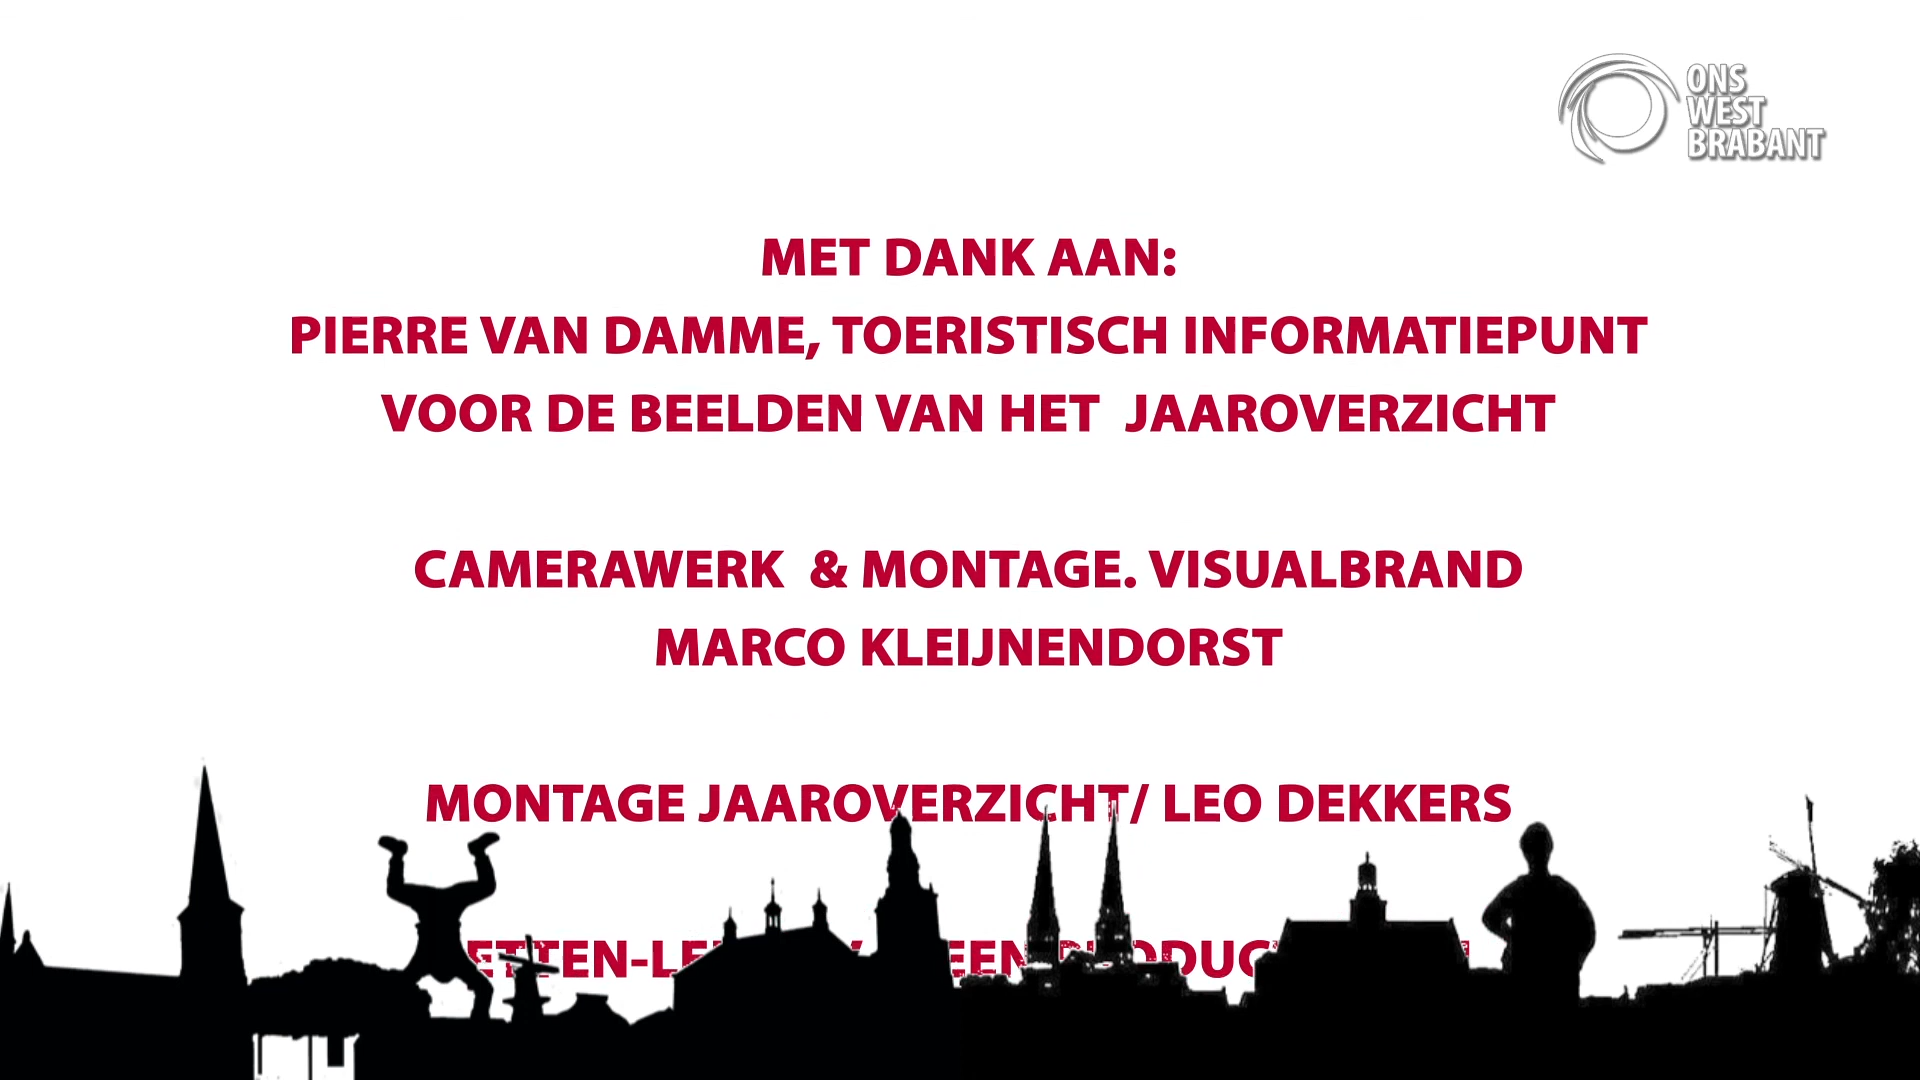 ONS
WEST
BRABANT
MET DANK AAN:
PIERRE VAN DAMME, TOERISTISCH INFORMATIEPUNT
VOOR DE BEELDEN VAN HET JAAROVERZICHT
CAMERAWERK & MONTAGE. VISUALBRAND
MARCO KLEIJNENDORST
MONTAGE JAAROVERZICHT/ LEO DEKKERS